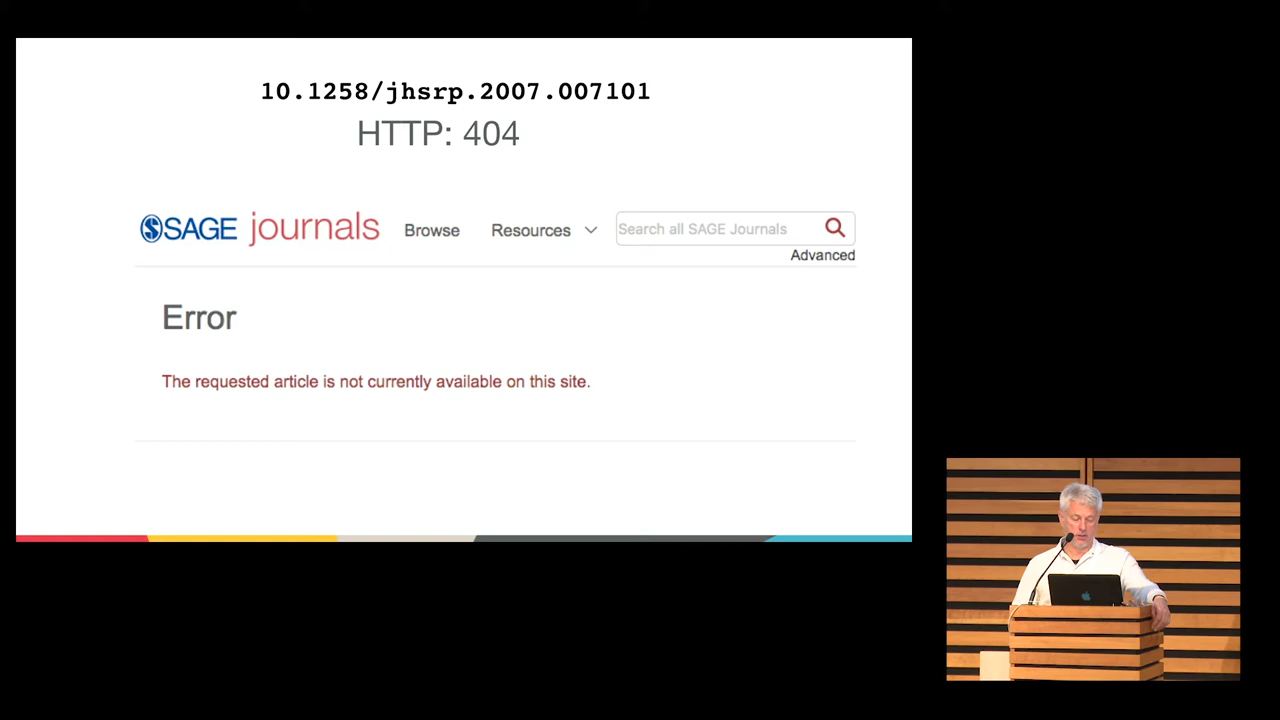 10.1258/jhsrp.2007.007101
HTTP: 404
SAGE journals Browse Resources Search all SAGE Journals
Advanced
Error
The requested article is not currently available on this site.